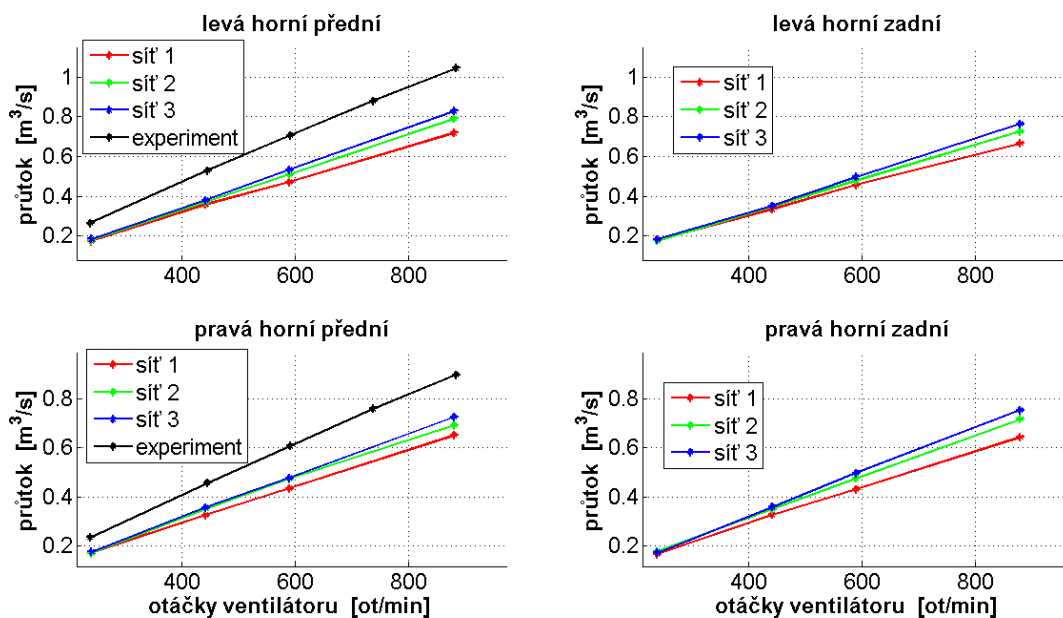 levá horní přední
síť 1
síť 2
síť 3
experiment
průtok [m³/s]
1
0.8
0.6
0.4
0.2
400 600 800
levá horní zadní
síť 1
síť 2
síť 3
průtok [m³/s]
1
0.8
0.6
0.4
0.2
400 600 800
pravá horní přední
síť 1
síť 2
síť 3
experiment
průtok [m³/s]
0.8
0.6
0.4
0.2
400 600 800
otáčky ventilátoru [ot/min]
pravá horní zadní
síť 1
síť 2
síť 3
průtok [m³/s]
0.8
0.6
0.4
0.2
400 600 800
otáčky ventilátoru [ot/min]